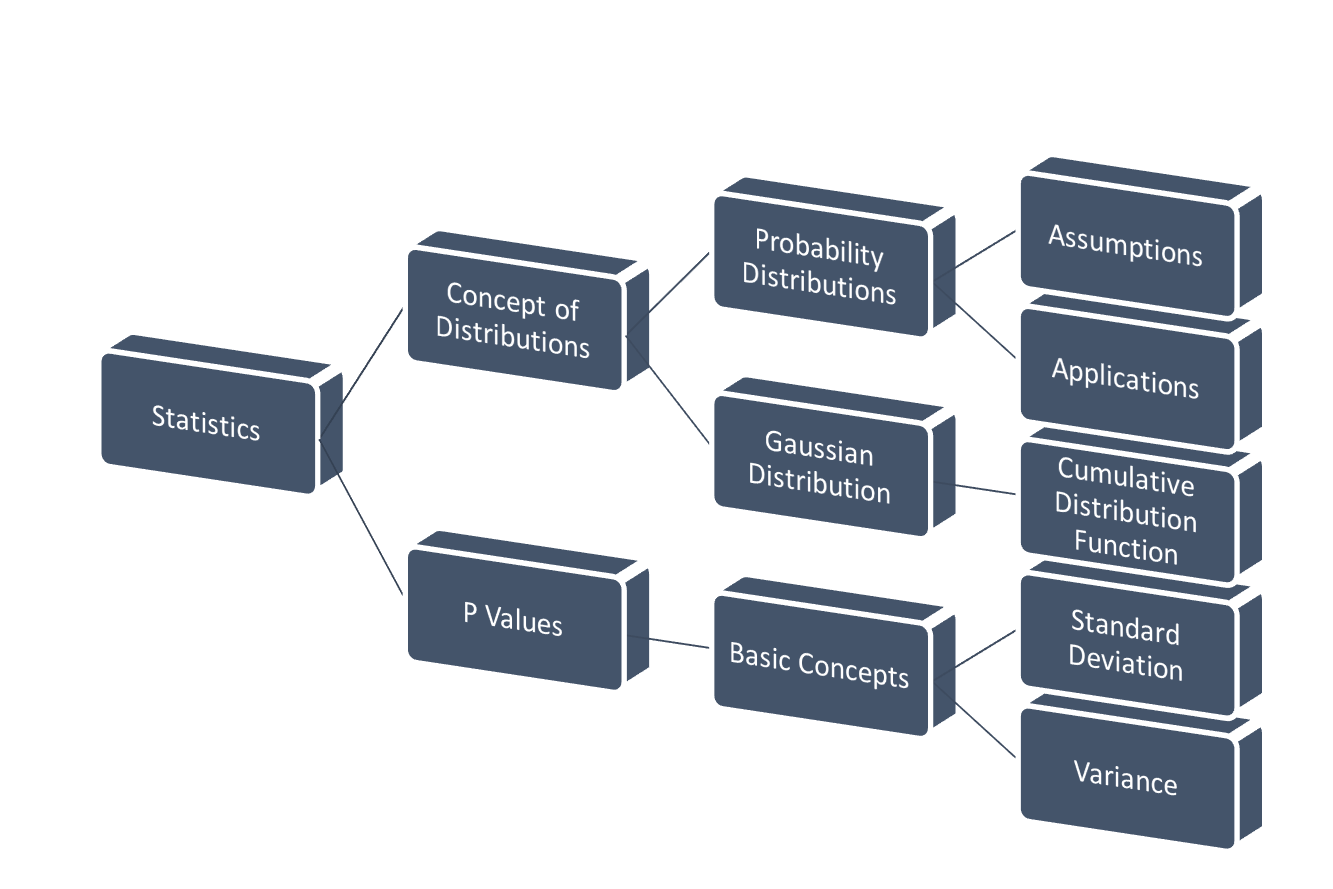 Statistics
Concept of
Distributions
P Values
Probability
Distributions
Gaussian
Distribution
Basic Concepts
Assumptions
Applications
Cumulative
Distribution
Function
Standard
Deviation
Variance